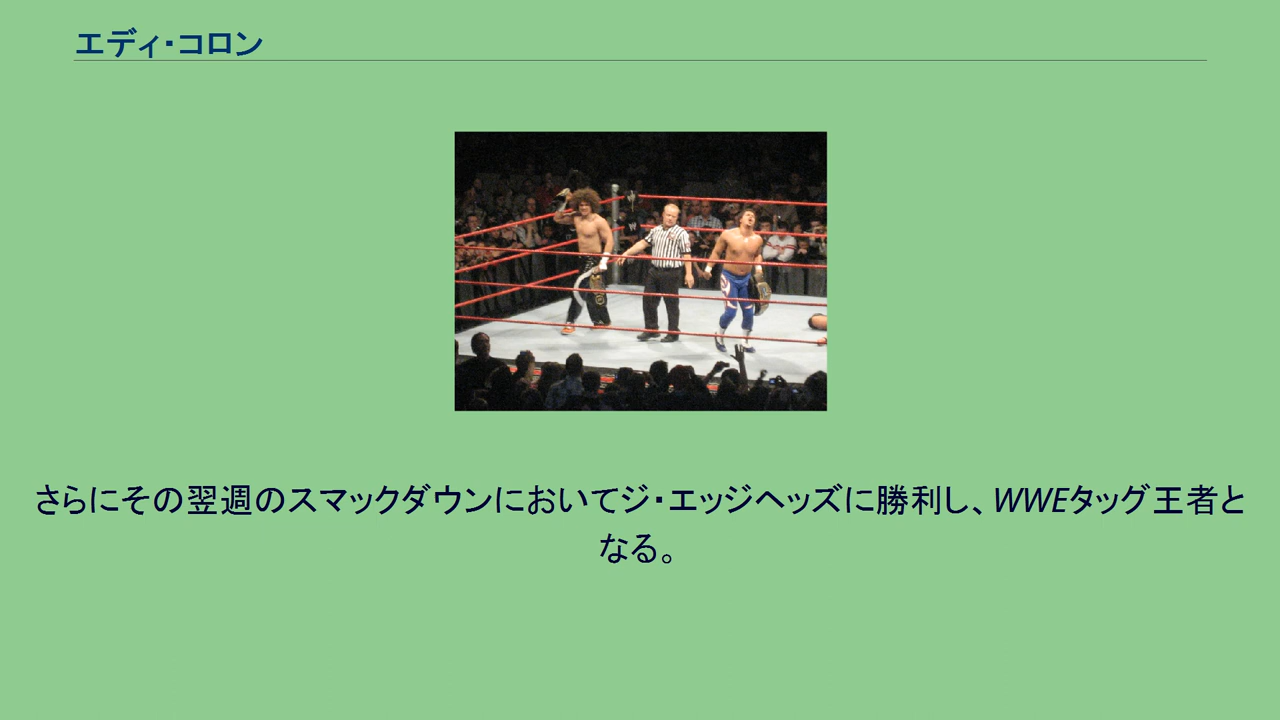 エディ・コロン
さらにその翌週のスマックダウンにおいてジ・エッジヘッズに勝利し、WWEタッグ王者と
なる。